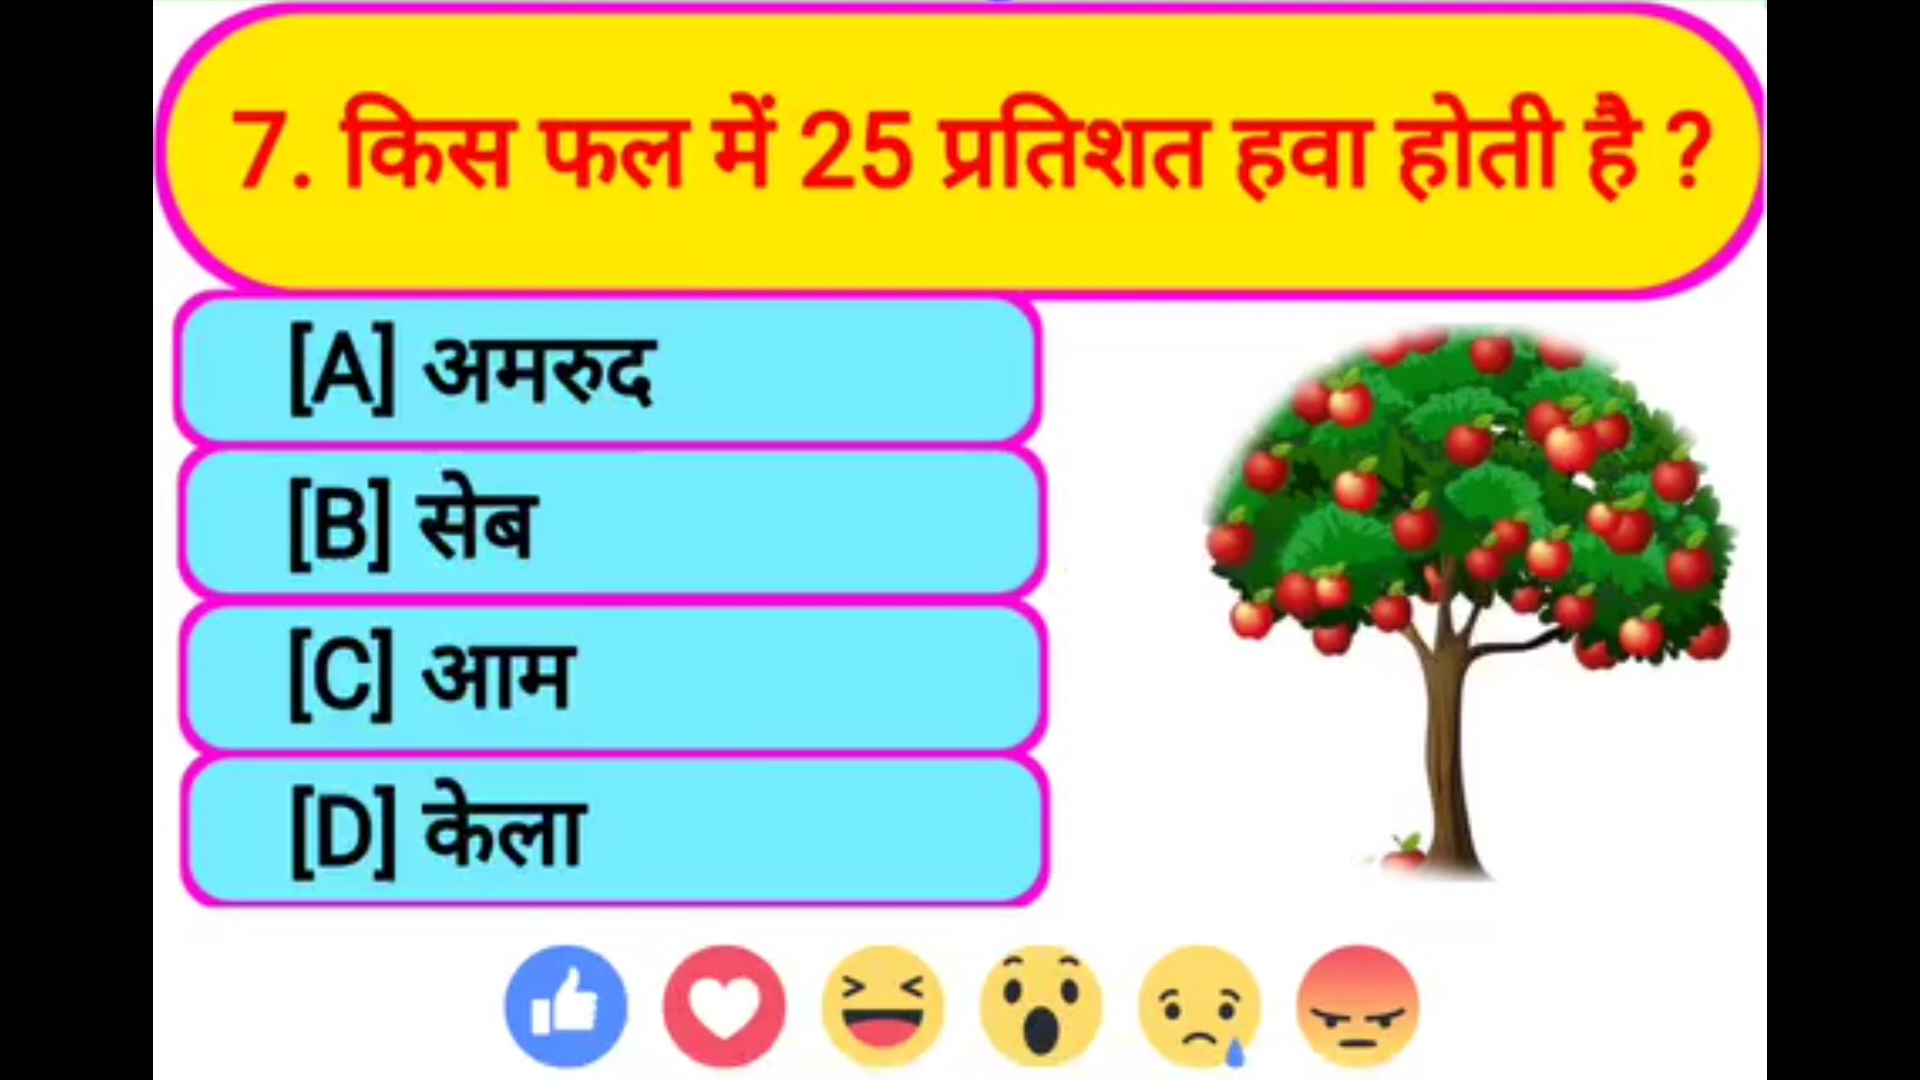 7. किस फल में 25 प्रतिशत हवा होती है ?
[A] अमरुद
[B] सेब
[C] आम
[D] केला